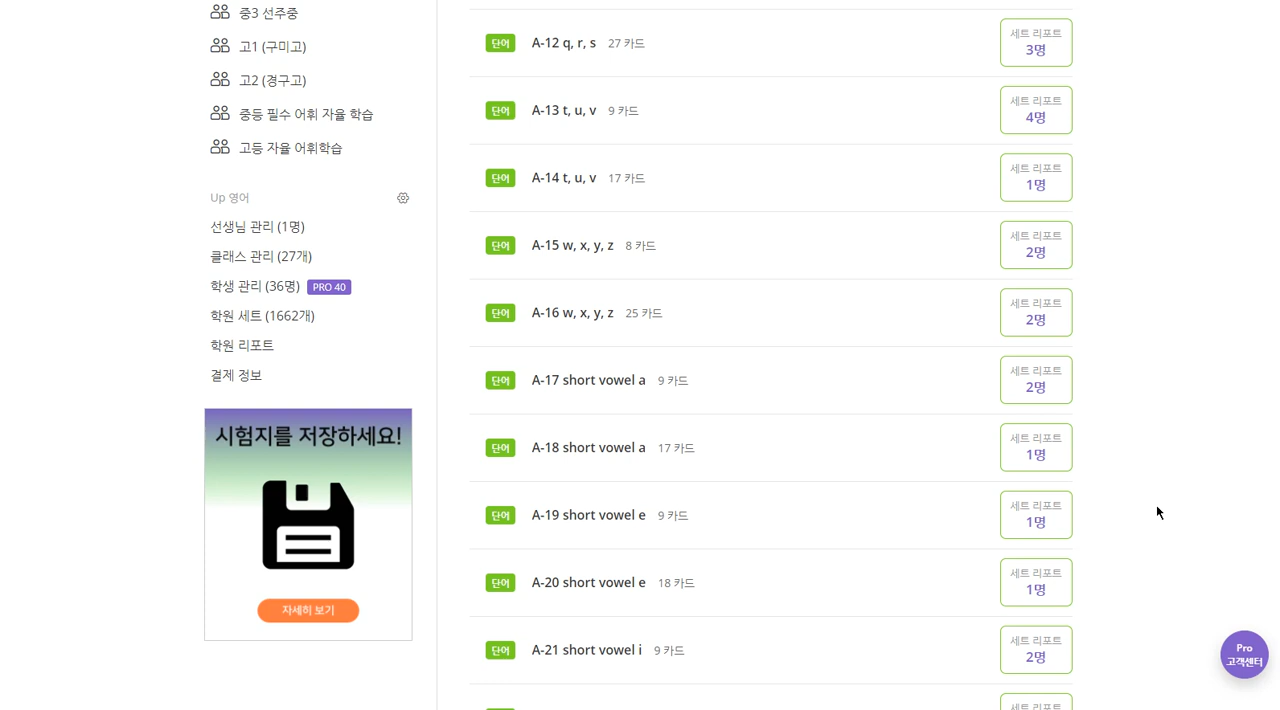 중3 선주중
고1 (구미고)
고2 (경구고)
중등 필수 어휘 자율 학습
고등 자율 어휘학습
Up 영어
선생님 관리 (1명)
클래스 관리 (27개)
학생 관리 (36명) PRO 40
학원 세트 (1662개)
학원 리포트
결제 정보
시험지를 저장하세요!
자세히 보기
단어 A-12 q, r, s 27 카드 세트 리포트 3명
단어 A-13 t, u, v 9 카드 세트 리포트 4명
단어 A-14 t, u, v 17 카드 세트 리포트 1명
단어 A-15 w, x, y, z 8 카드 세트 리포트 2명
단어 A-16 w, x, y, z 25 카드 세트 리포트 2명
단어 A-17 short vowel a 9 카드 세트 리포트 2명
단어 A-18 short vowel a 17 카드 세트 리포트 1명
단어 A-19 short vowel e 9 카드 세트 리포트 1명
단어 A-20 short vowel e 18 카드 세트 리포트 1명
단어 A-21 short vowel i 9 카드 세트 리포트 2명
세트 리포트
Pro
고객센터